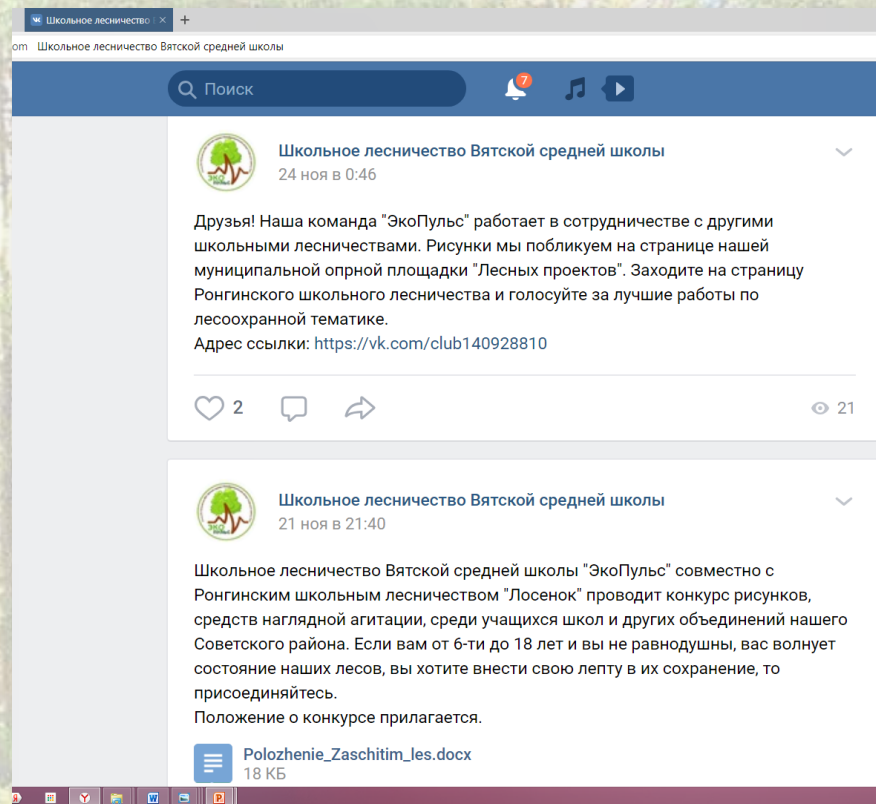 Школьное лесничество
om Школьное лесничество Вятской средней школы
Поиск
7
Школьное лесничество Вятской средней школы
24 ноя в 0:46
Друзья! Наша команда "ЭкоПульс" работает в сотрудничестве с другими
школьными лесничествами. Рисунки мы побликуем на странице нашей
муниципальной опрной площадки "Лесных проектов". Заходите на страницу
Ронгинского школьного лесничества и голосуйте за лучшие работы по
лесоохранной тематике.
Адрес ссылки: https://vk.com/club140928810
2
21
Школьное лесничество Вятской средней школы
21 ноя в 21:40
Школьное лесничество Вятской средней школы "ЭкоПульс" совместно с
Ронгинским школьным лесничеством "Лосенок" проводит конкурс рисунков,
средств наглядной агитации, среди учащихся школ и других объединений нашего
Советского района. Если вам от 6-ти до 18 лет и вы не равнодушны, вас волнует
состояние наших лесов, вы хотите внести свою лепту в их сохранение, то
присоединяйтесь.
Положение о конкурсе прилагается.
Polozhenie_Zaschitim_les.docx
18 КБ